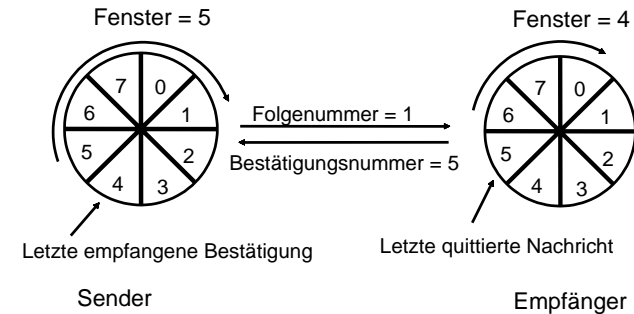 Fenster = 5
Fenster = 4
7 0
6 1
5 2
4 3
Folgenummer = 1
Bestätigungsnummer = 5
7 0
6 1
5 2
4 3
Letzte empfangene Bestätigung
Letzte quittierte Nachricht
Sender
Empfänger